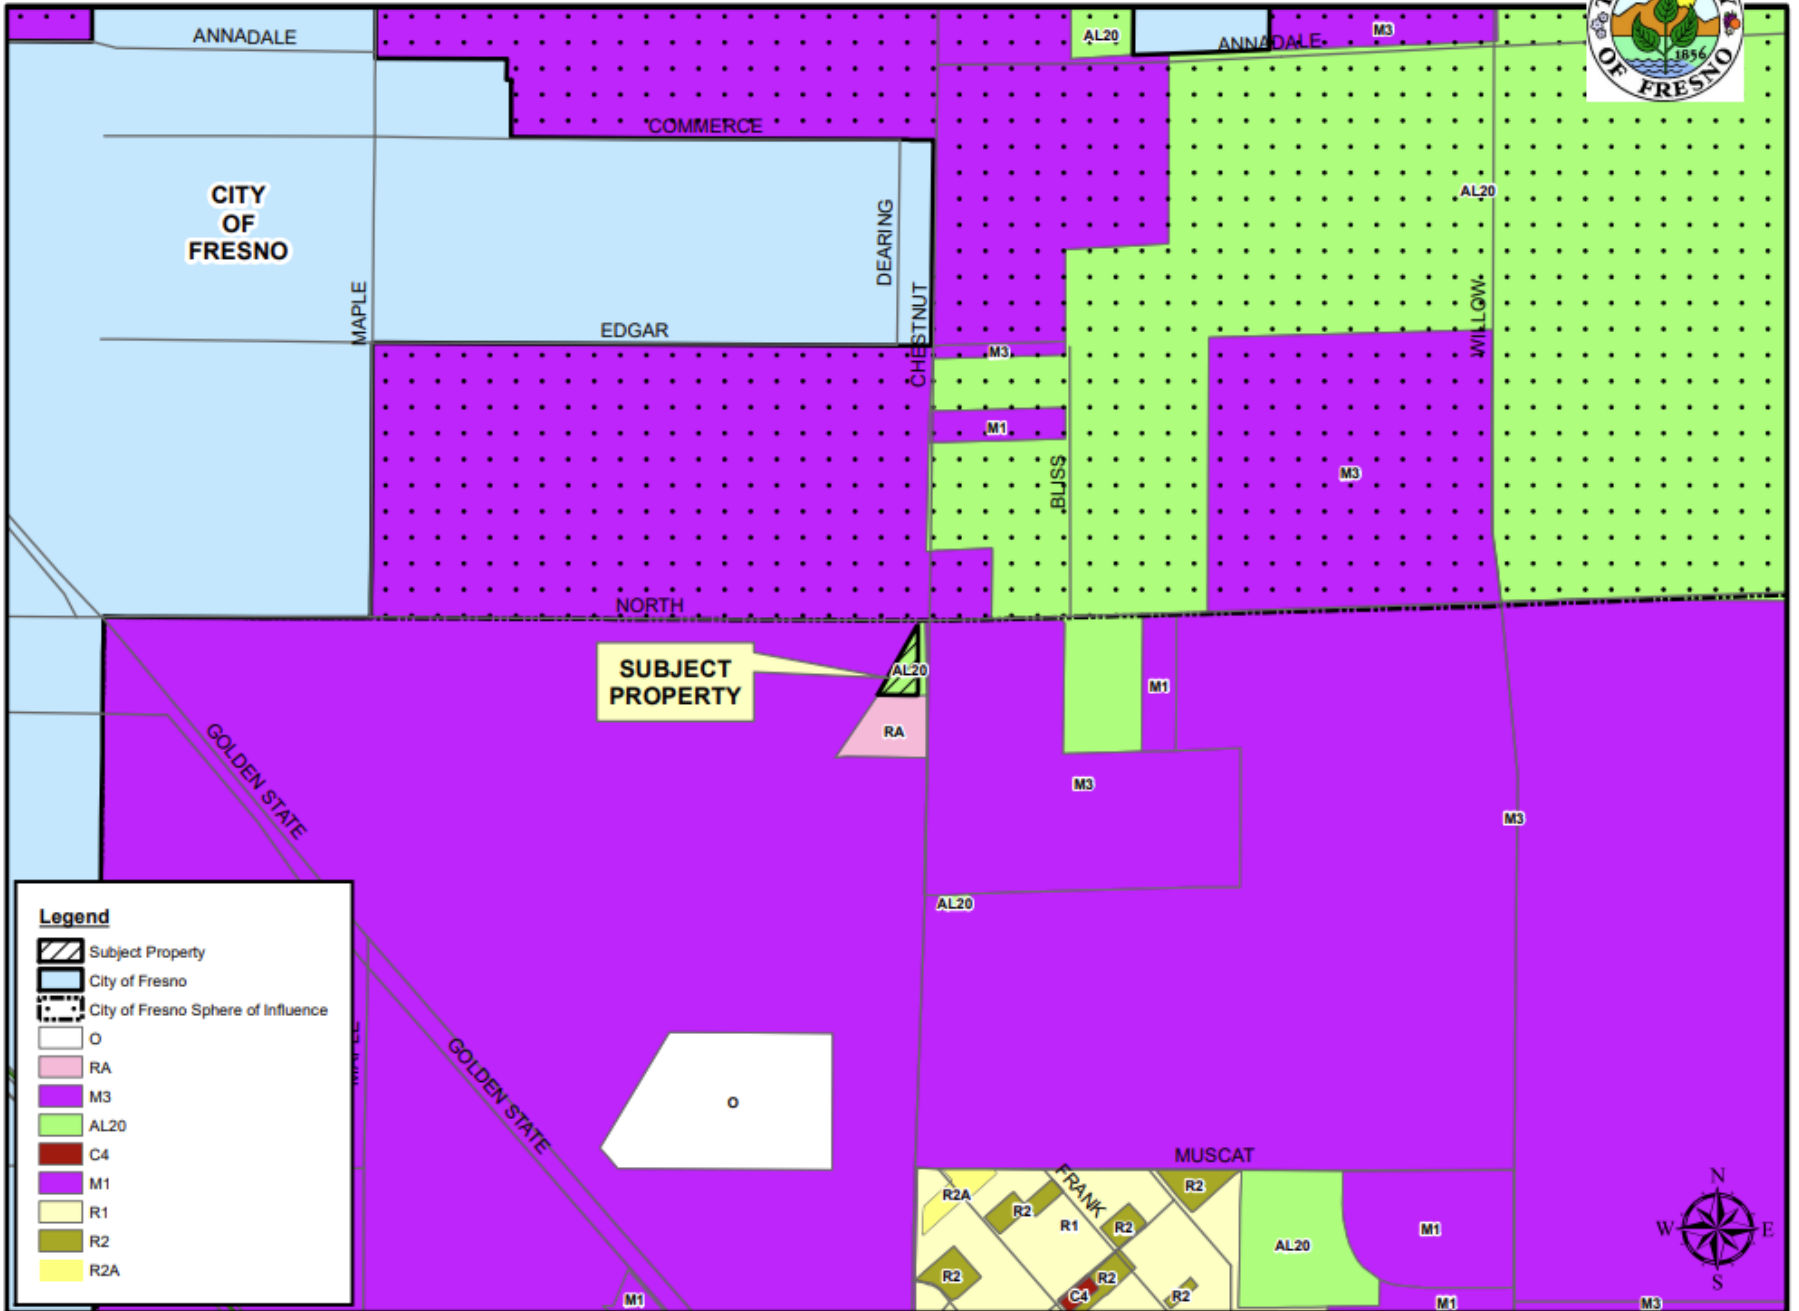 ANNADALE
AL20
ANNADALE
M3
1856
OF FRESNO
COMMERCE
CITY
OF
FRESNO
AL20
DEARING
MAPLE
CHESTNUT
WILLOW
EDGAR
M3
M1
BLISS
M3
NORTH
SUBJECT
PROPERTY
AL20
M1
RA
GOLDEN STATE
M3
M3
AL20
Legend
Subject Property
City of Fresno
City of Fresno Sphere of Influence
O
RA
M3
AL20
C4
M1
R1
R2
R2A
GOLDEN STATE
O
MUSCAT
FRANK
R2A
R2
R2
R1
R2
M1
AL20
R2
R2
C4
R2
M1
M1
M3
N
W
E
S